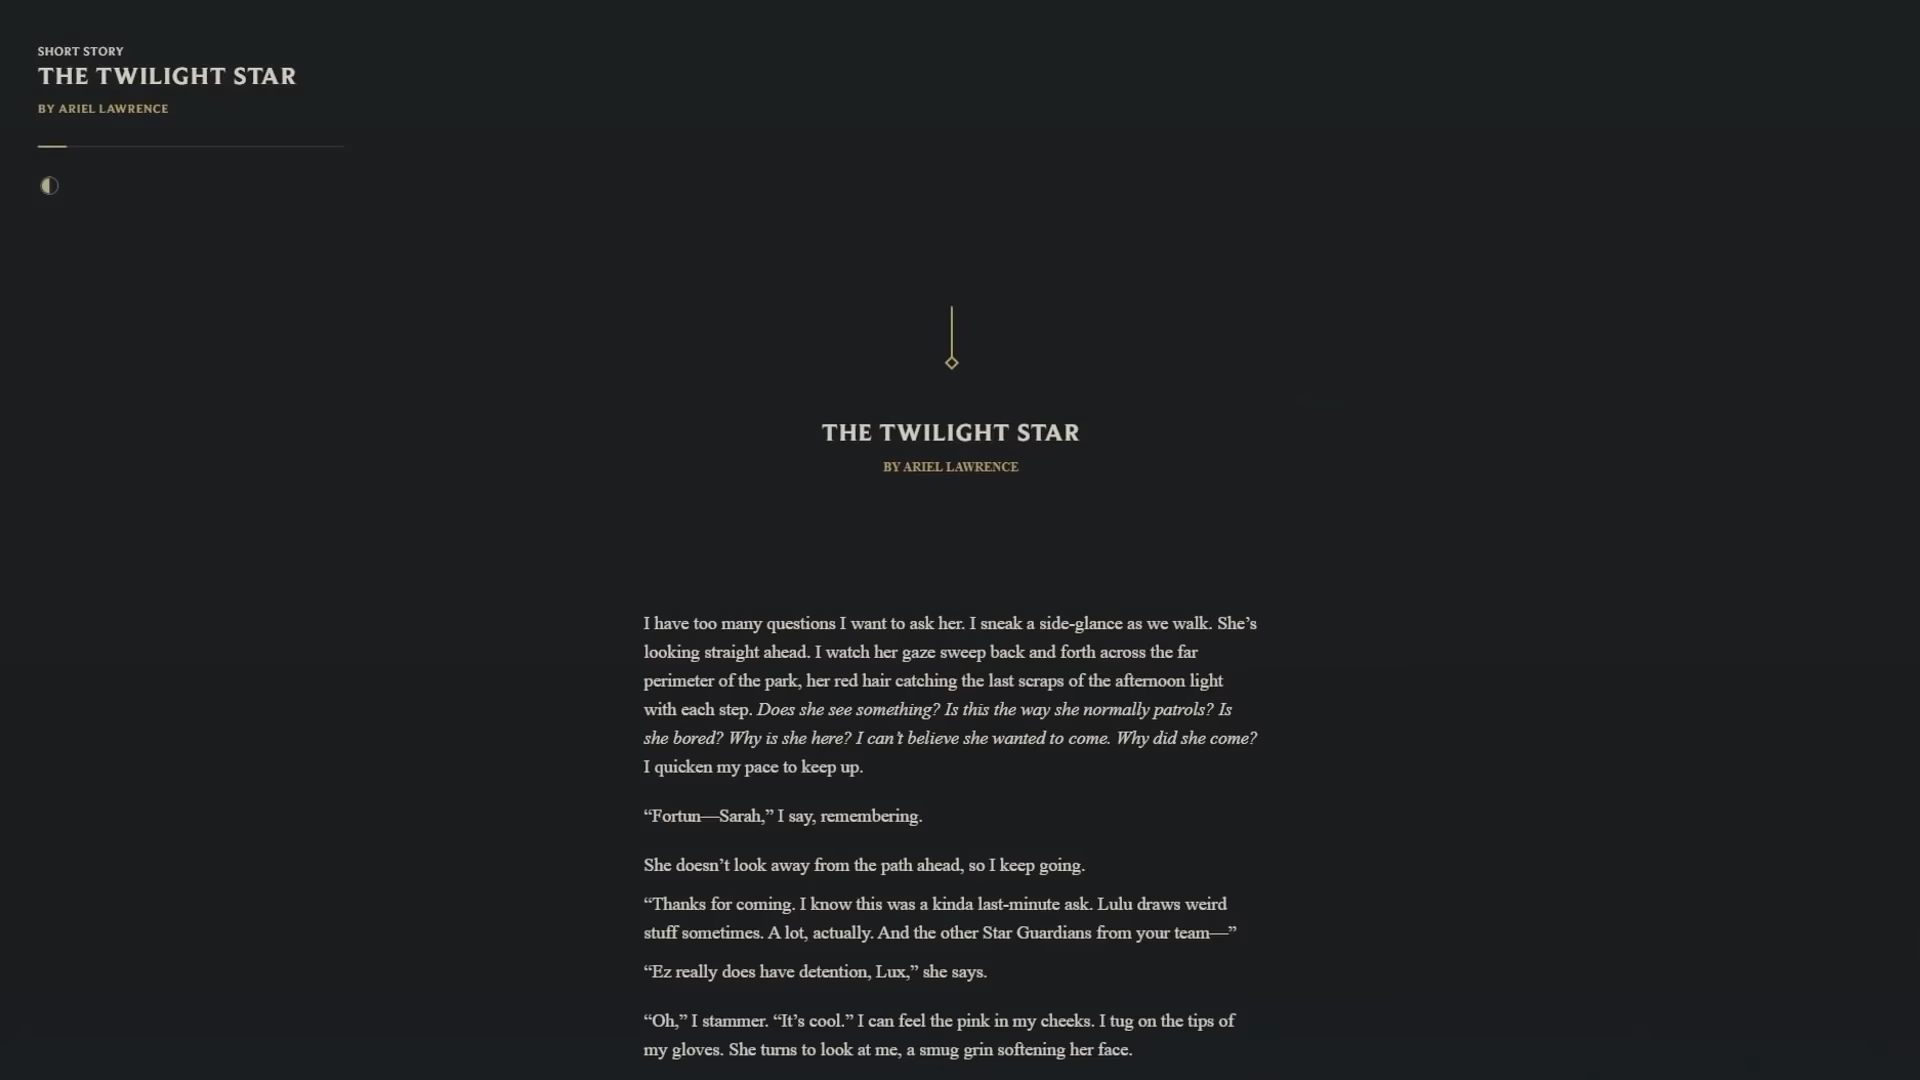 SHORT STORY
THE TWILIGHT STAR
BY ARIEL LAWRENCE
THE TWILIGHT STAR
BY ARIEL LAWRENCE
I have too many questions I want to ask her. I sneak a side-glance as we walk. She’s
looking straight ahead. I watch her gaze sweep back and forth across the far
perimeter of the park, her red hair catching the last scraps of the afternoon light
with each step. Does she see something? Is this the way she normally patrols? Is
she bored? Why is she here? I can’t believe she wanted to come. Why did she come?
I quicken my pace to keep up.
“Fortun—Sarah,” I say, remembering.
She doesn’t look away from the path ahead, so I keep going.
“Thanks for coming. I know this was a kinda last-minute ask. Lulu draws weird
stuff sometimes. A lot, actually. And the other Star Guardians from your team—”
“Ez really does have detention, Lux,” she says.
“Oh,” I stammer. “It’s cool.” I can feel the pink in my cheeks. I tug on the tips of
my gloves. She turns to look at me, a smug grin softening her face.